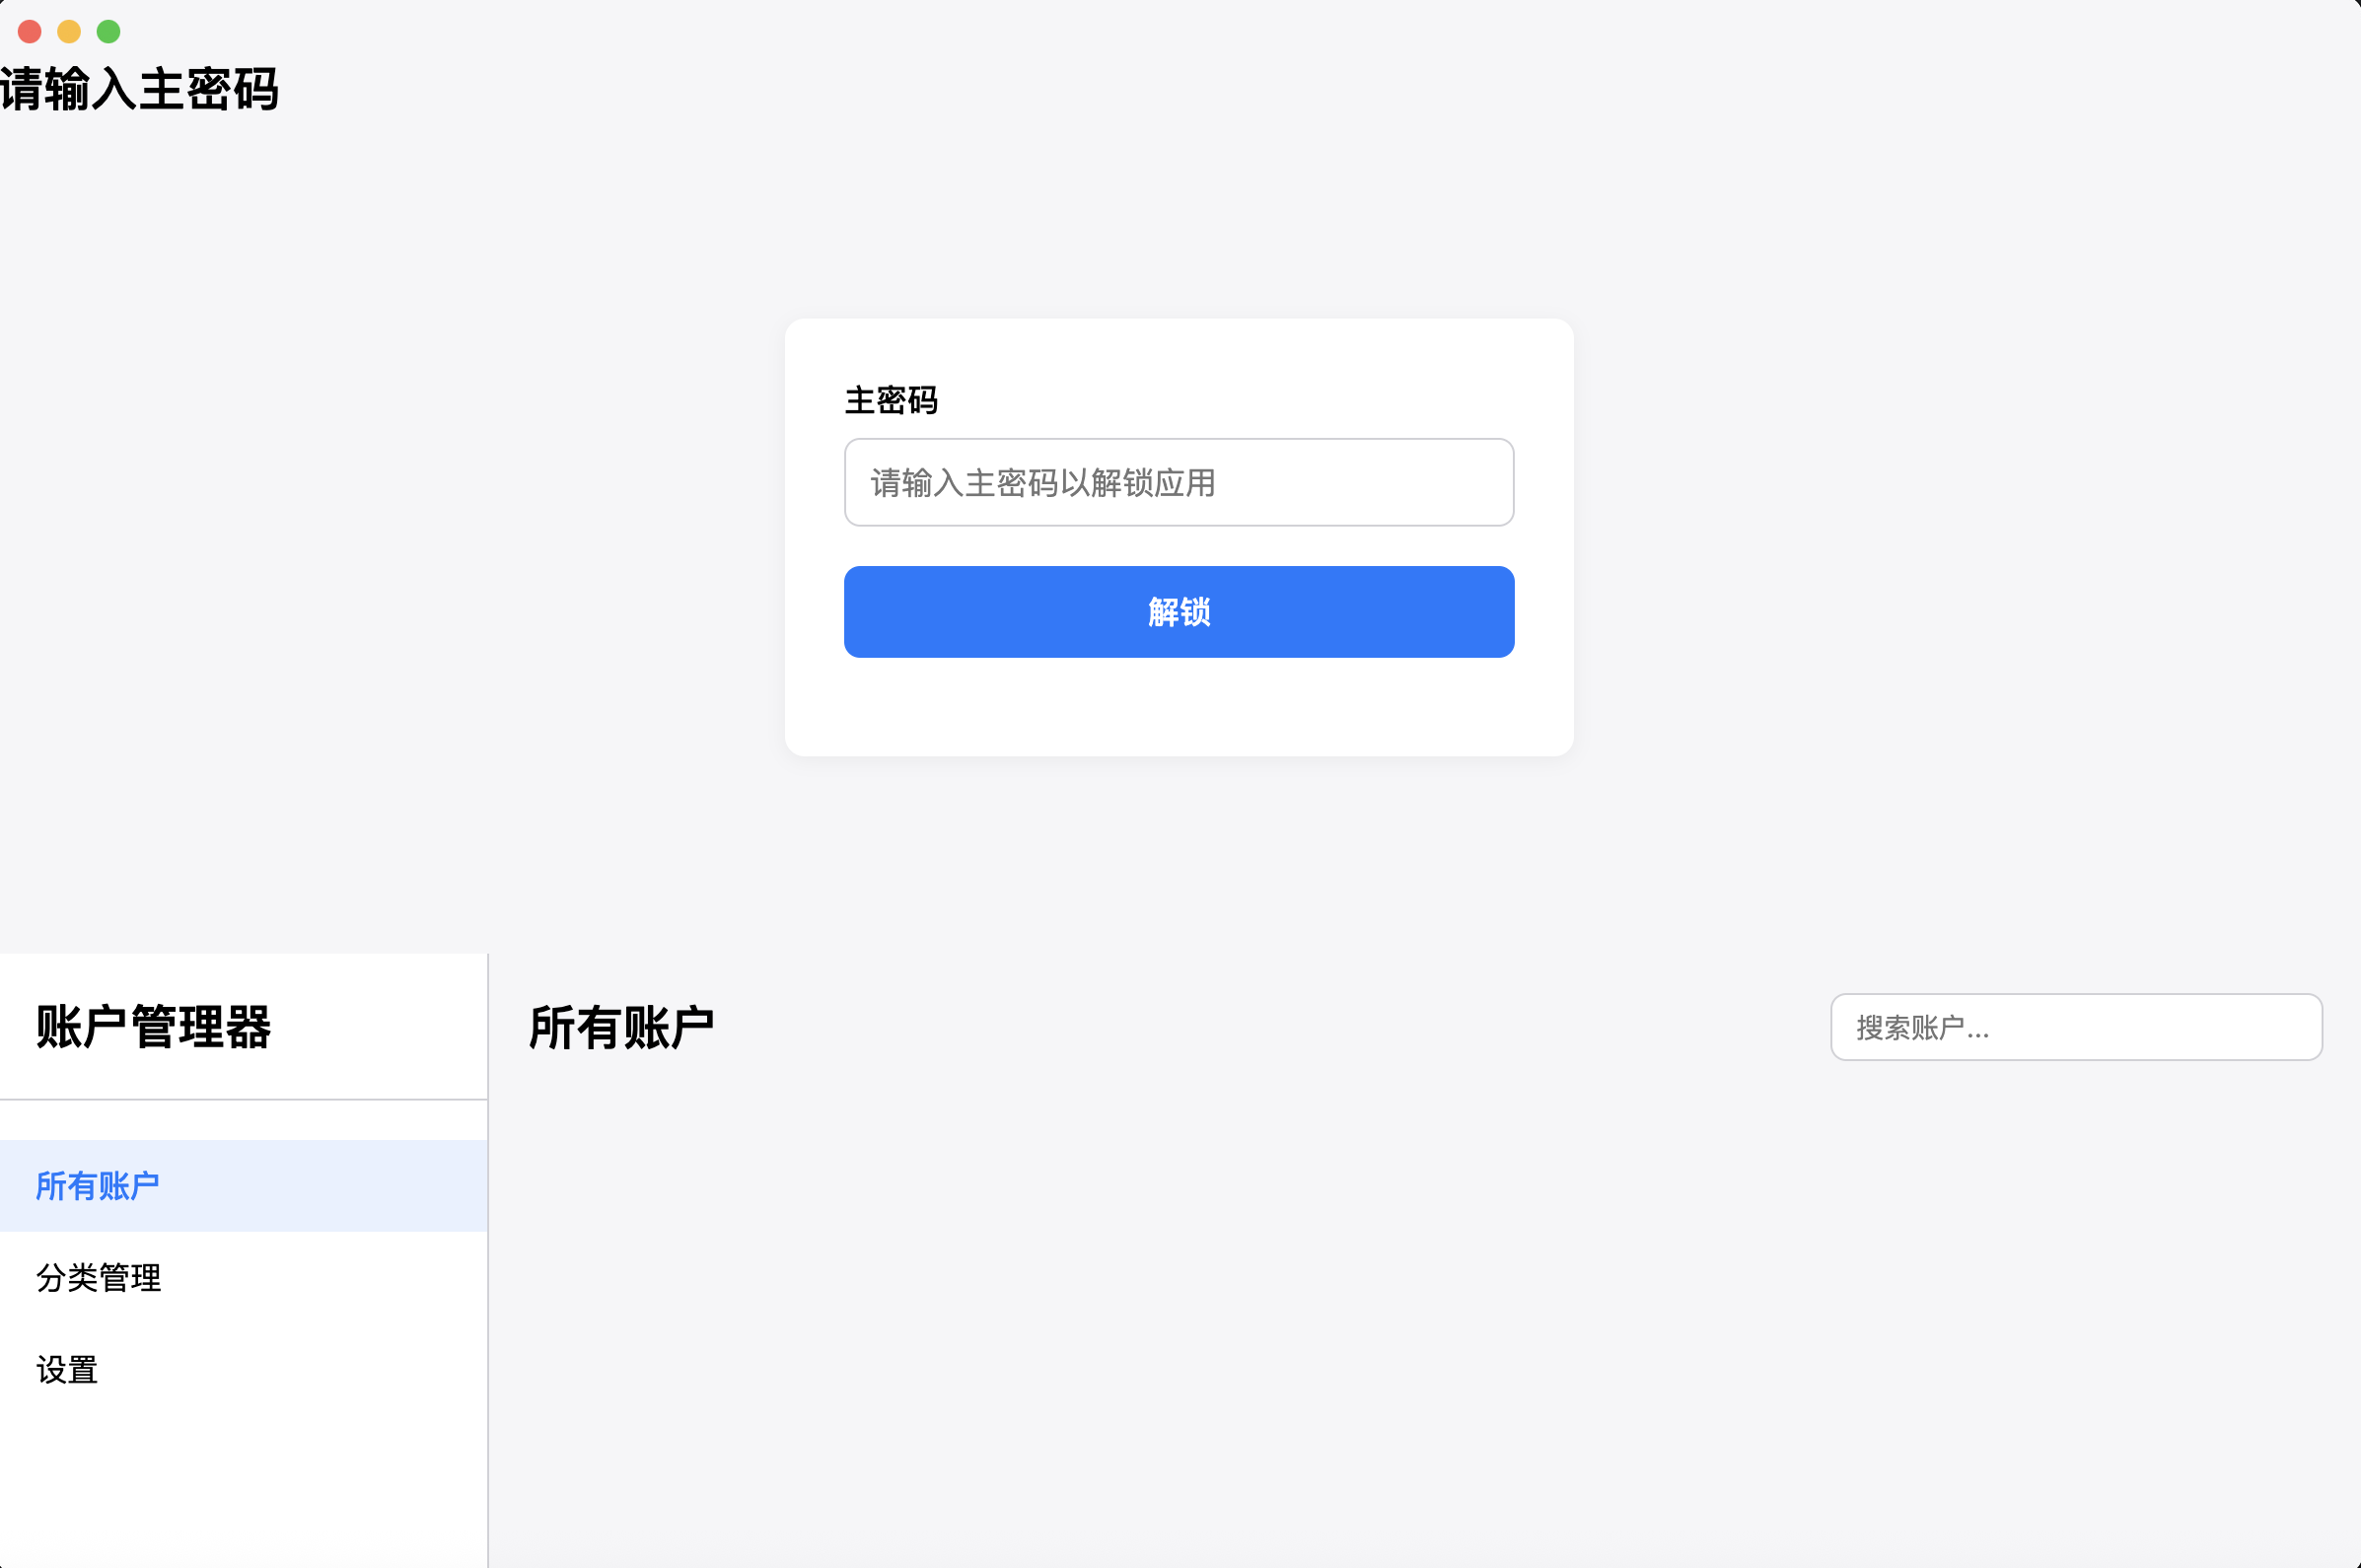 请输入主密码
主密码
请输入主密码以解锁应用
解锁
账户管理器
所有账户
搜索账户...
所有账户
分类管理
设置